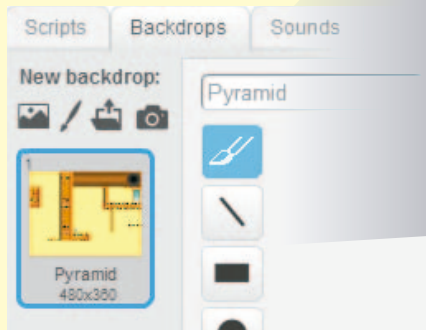 Scripts Backdrops Sounds
New backdrop:
Pyramid
1
Pyramid
480x360